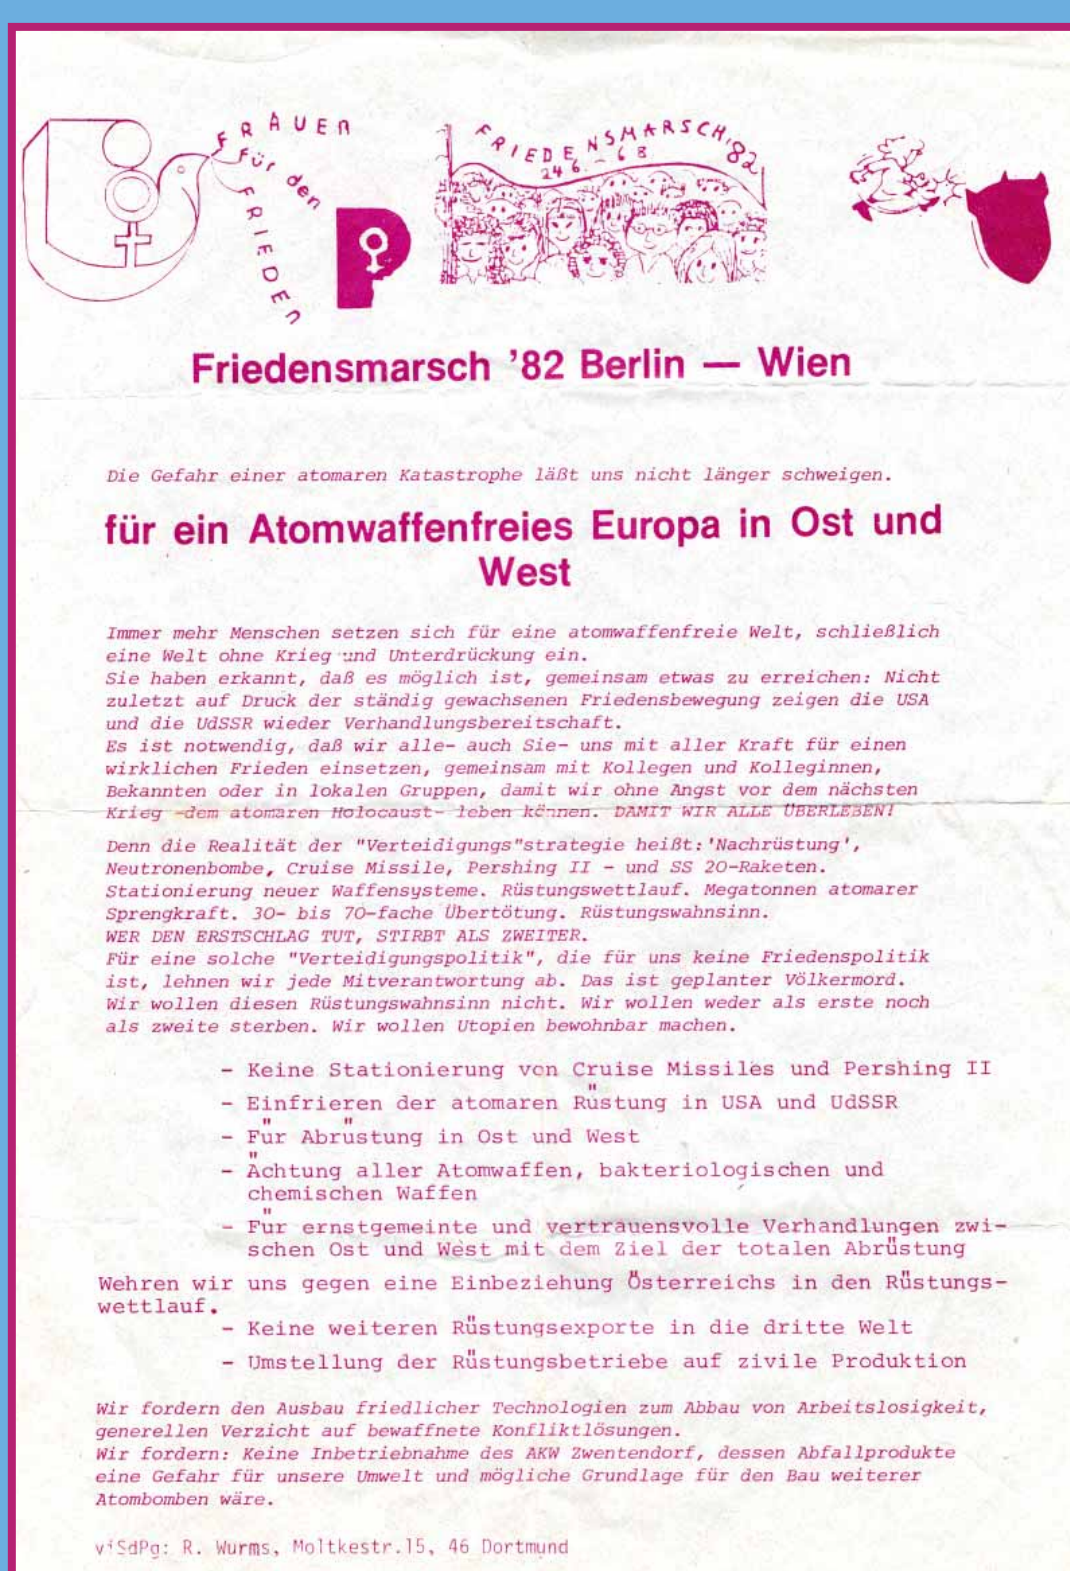 FRAUEN
für den
FRIEDEN
P
FRIEDENSMARSCH '82
24 6. - 6 8
Friedensmarsch '82 Berlin — Wien
Die Gefahr einer atomaren Katastrophe läßt uns nicht länger schweigen.
für ein Atomwaffenfreies Europa in Ost und
West
Immer mehr Menschen setzen sich für eine atomwaffenfreie Welt, schließlich
eine Welt ohne Krieg und Unterdrückung ein.
Sie haben erkannt, daß es möglich ist, gemeinsam etwas zu erreichen: Nicht
zuletzt auf Druck der ständig gewachsenen Friedensbewegung zeigen die USA
und die UdSSR wieder Verhandlungsbereitschaft.
Es ist notwendig, daß wir alle- auch Sie- uns mit aller Kraft für einen
wirklichen Frieden einsetzen, gemeinsam mit Kollegen und Kolleginnen,
Bekannten oder in lokalen Gruppen, damit wir ohne Angst vor dem nächsten
Krieg -dem atomaren Holocaust- leben können. DAMIT WIR ALLE ÜBERLEBEN!
Denn die Realität der "Verteidigungs"strategie heißt:'Nachrüstung',
Neutronenbombe, Cruise Missile, Pershing II - und SS 20-Raketen.
Stationierung neuer Waffensysteme. Rüstungswettlauf. Megatonnen atomarer
Sprengkraft. 30- bis 70-fache Übertötung. Rüstungswahnsinn.
WER DEN ERSTSCHLAG TUT, STIRBT ALS ZWEITER.
Für eine solche "Verteidigungspolitik", die für uns keine Friedenspolitik
ist, lehnen wir jede Mitverantwortung ab. Das ist geplanter Völkermord.
Wir wollen diesen Rüstungswahnsinn nicht. Wir wollen weder als erste noch
als zweite sterben. Wir wollen Utopien bewohnbar machen.
- Keine Stationierung von Cruise Missiles und Pershing II
- Einfrieren der atomaren Rüstung in USA und UdSSR
- Für Abrüstung in Ost und West
- Ächtung aller Atomwaffen, bakteriologischen und
chemischen Waffen
- Für ernstgemeinte und vertrauensvolle Verhandlungen zwi-
schen Ost und West mit dem Ziel der totalen Abrüstung
Wehren wir uns gegen eine Einbeziehung Österreichs in den Rüstungs-
wettlauf.
- Keine weiteren Rüstungsexporte in die dritte Welt
- Umstellung der Rüstungsbetriebe auf zivile Produktion
Wir fordern den Ausbau friedlicher Technologien zum Abbau von Arbeitslosigkeit,
generellen Verzicht auf bewaffnete Konfliktlösungen.
Wir fordern: Keine Inbetriebnahme des AKW Zwentendorf, dessen Abfallprodukte
eine Gefahr für unsere Umwelt und mögliche Grundlage für den Bau weiterer
Atombomben wäre.
viSdPg: R. Wurms, Moltkestr.15, 46 Dortmund